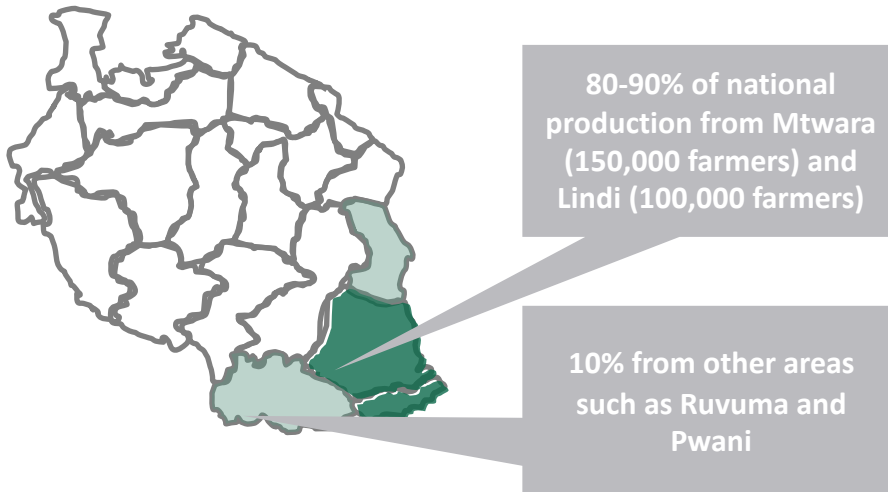 80-90% of national
production from Mtwara
(150,000 farmers) and
Lindi (100,000 farmers)
10% from other areas
such as Ruvuma and
Pwani